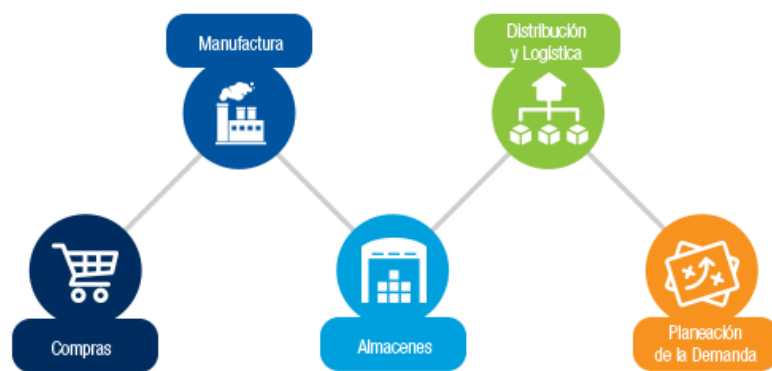 Manufactura
Distribución
y Logística
Compras
Almacenes
Planeación
de la Demanda